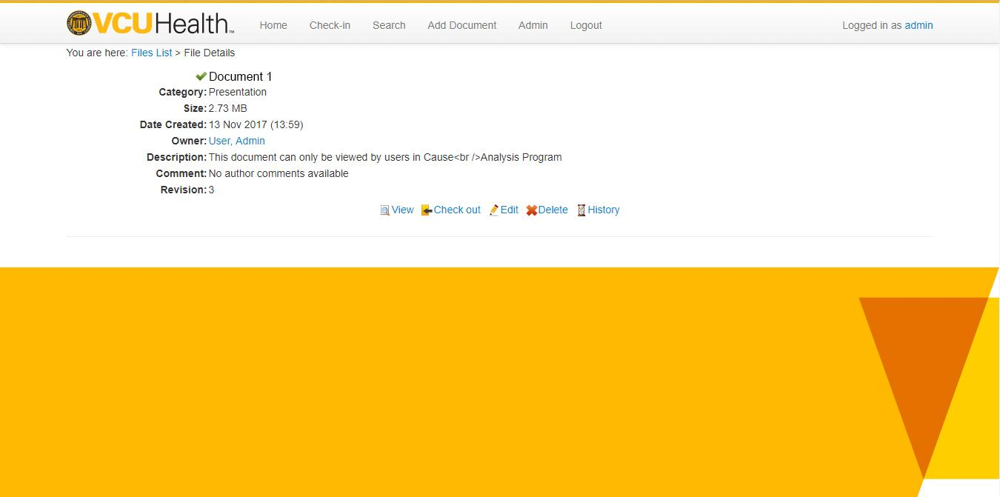 VCUHealth™ Home Check-in Search Add Document Admin Logout Logged in as admin
You are here: Files List > File Details
Document 1
Category: Presentation
Size: 2.73 MB
Date Created: 13 Nov 2017 (13:59)
Owner: User, Admin
Description: This document can only be viewed by users in Cause<br />Analysis Program
Comment: No author comments available
Revision: 3
View Check out Edit Delete History